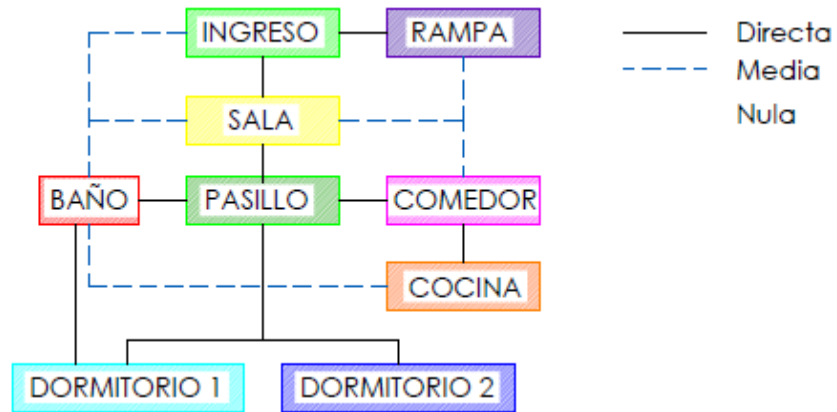 INGRESO
RAMPA
Directa
Media
Nula
SALA
BAÑO
PASILLO
COMEDOR
COCINA
DORMITORIO 1
DORMITORIO 2